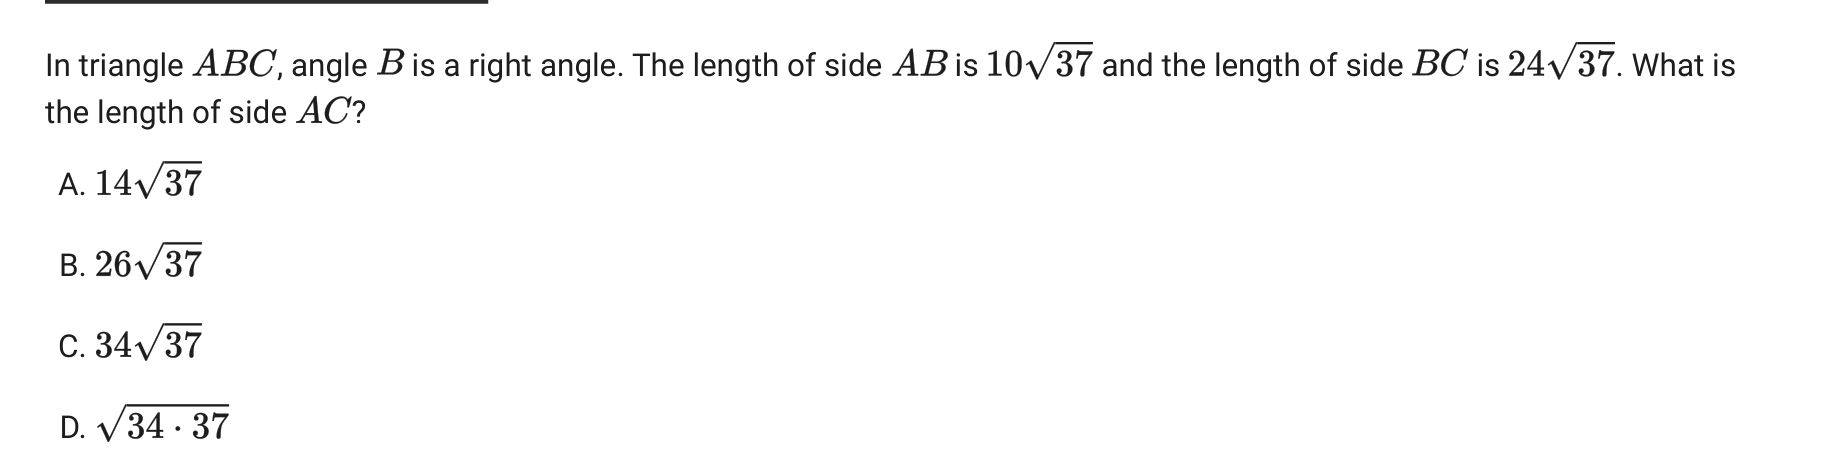 In triangle $ABC$, angle $B$ is a right angle. The length of side $AB$ is $10\sqrt{37}$ and the length of side $BC$ is $24\sqrt{37}$. What is
the length of side $AC$?
A. $14\sqrt{37}$
B. $26\sqrt{37}$
C. $34\sqrt{37}$
D. $\sqrt{34 \cdot 37}$